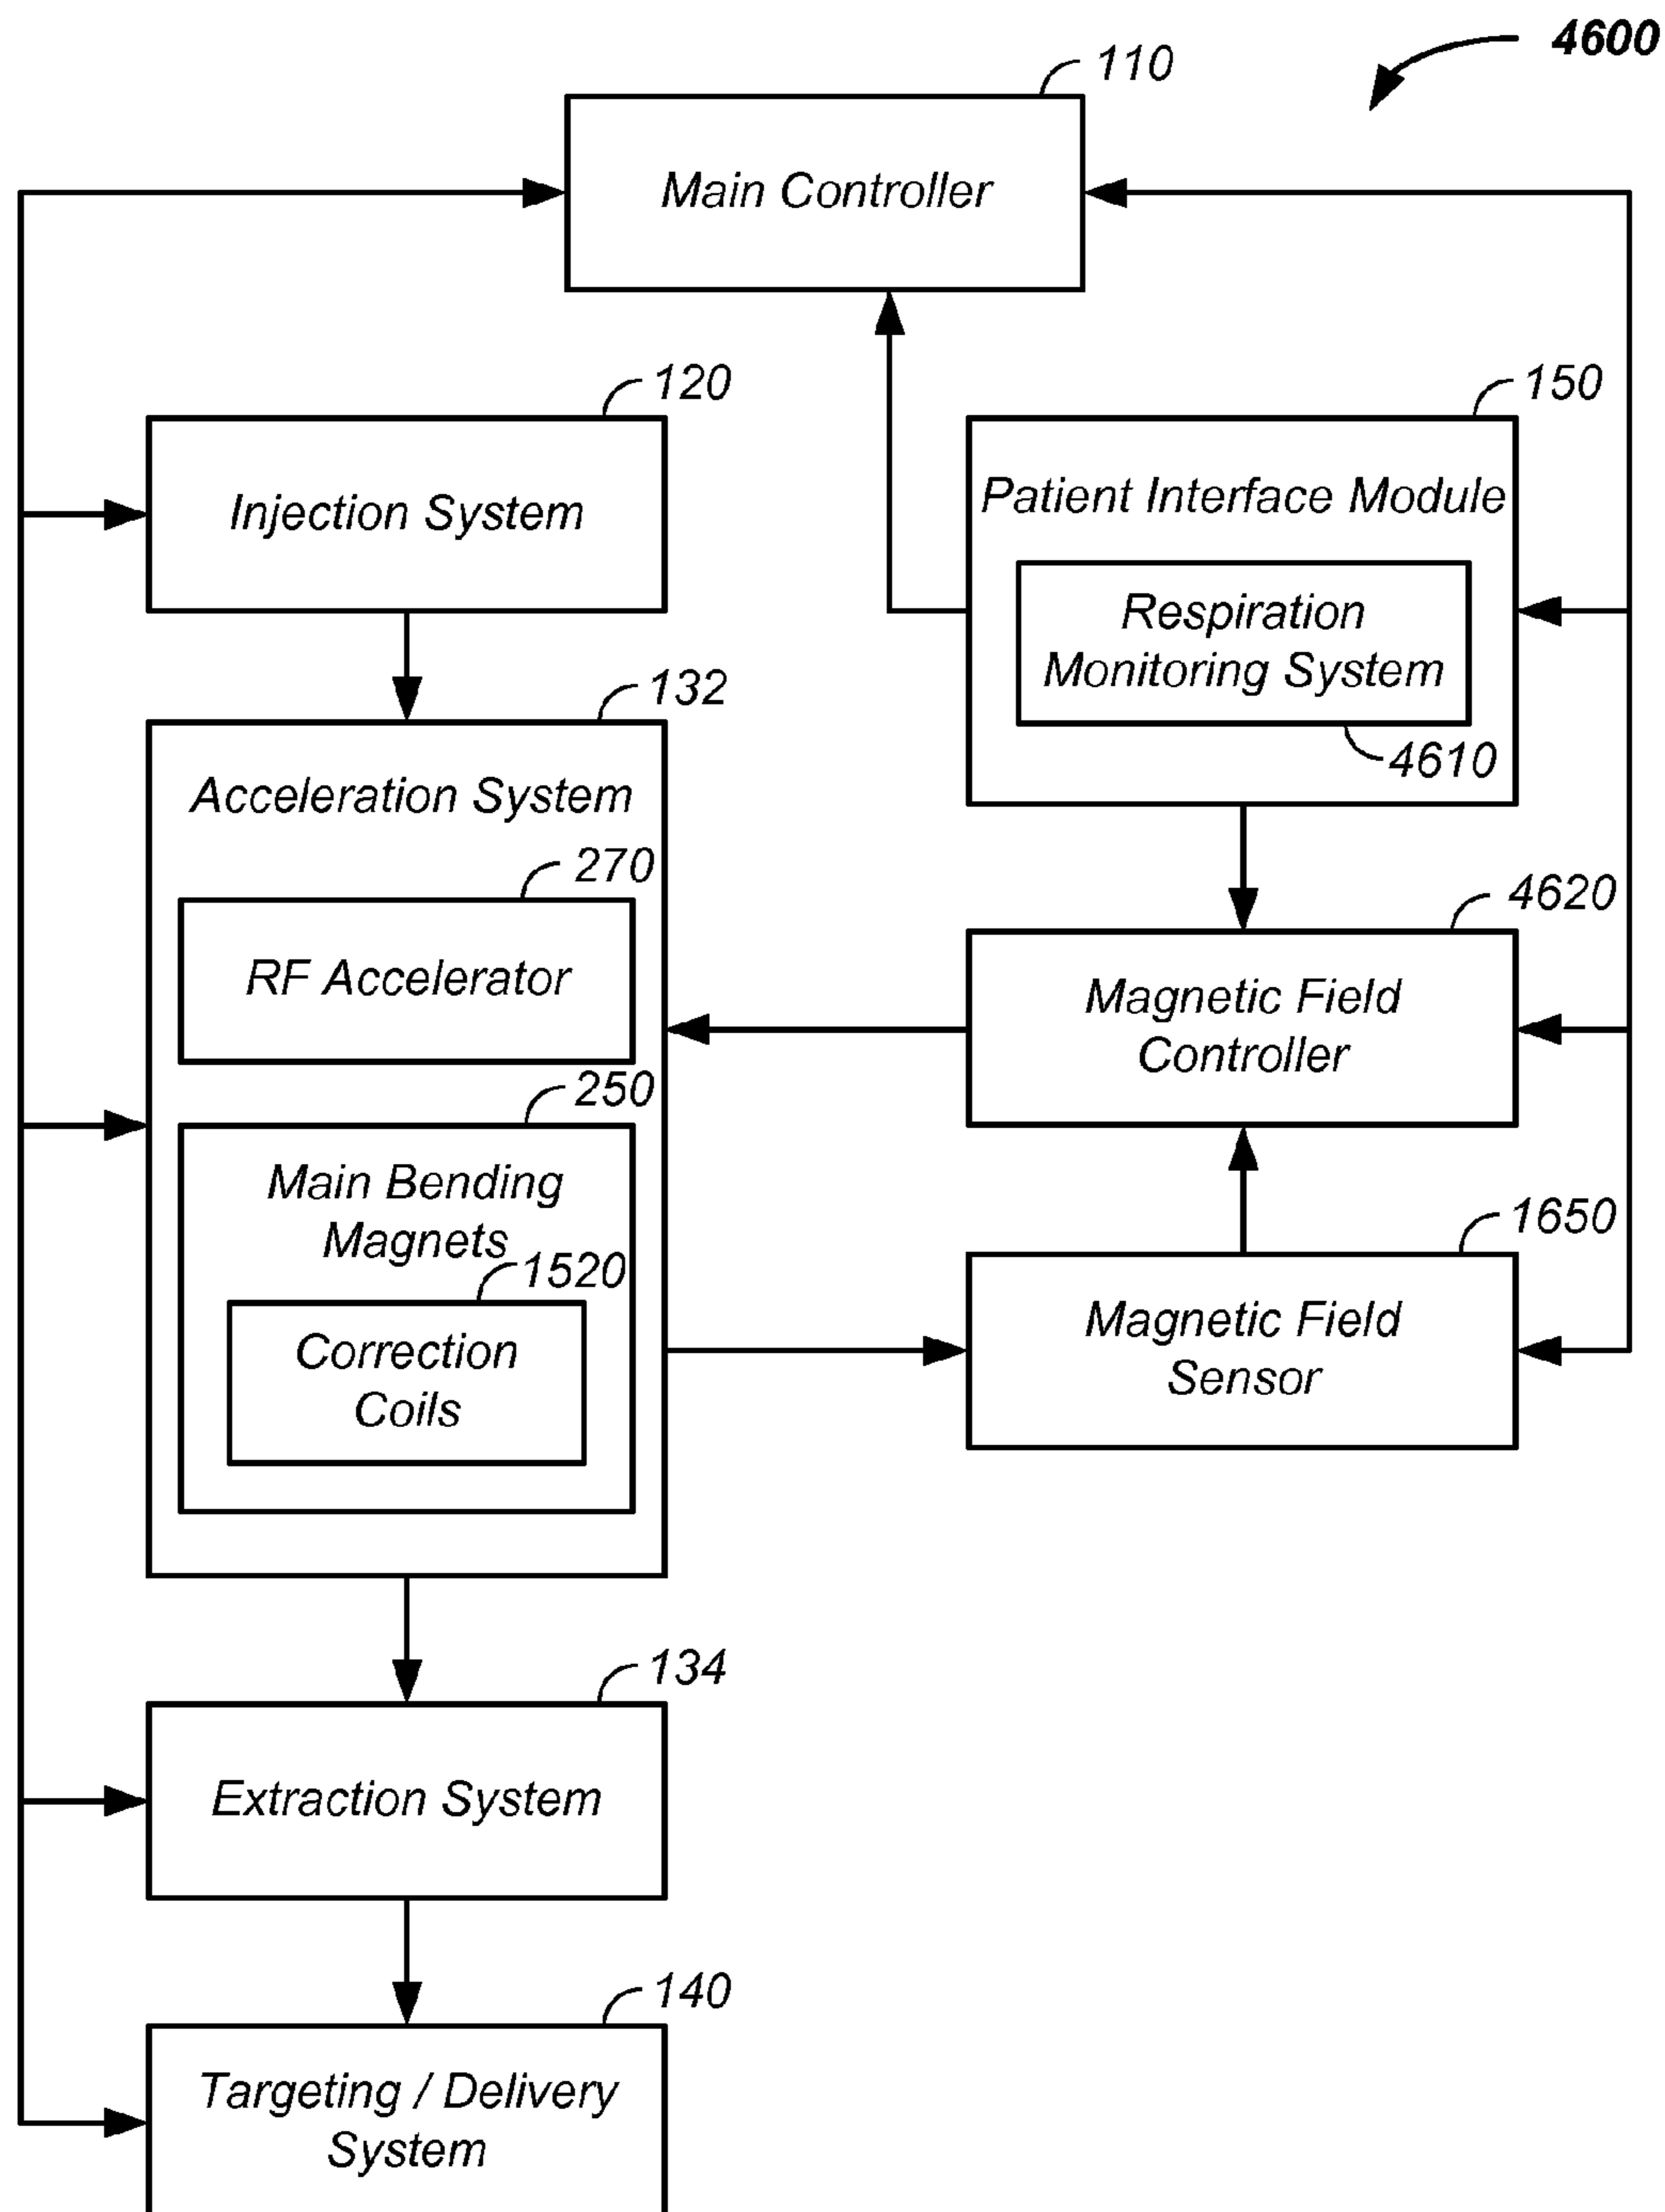 4600
110
Main Controller
120
Injection System
150
Patient Interface Module
Respiration
Monitoring System
4610
132
Acceleration System
270
RF Accelerator
250
Main Bending
Magnets
1520
Correction
Coils
4620
Magnetic Field
Controller
1650
Magnetic Field
Sensor
134
Extraction System
140
Targeting / Delivery
System